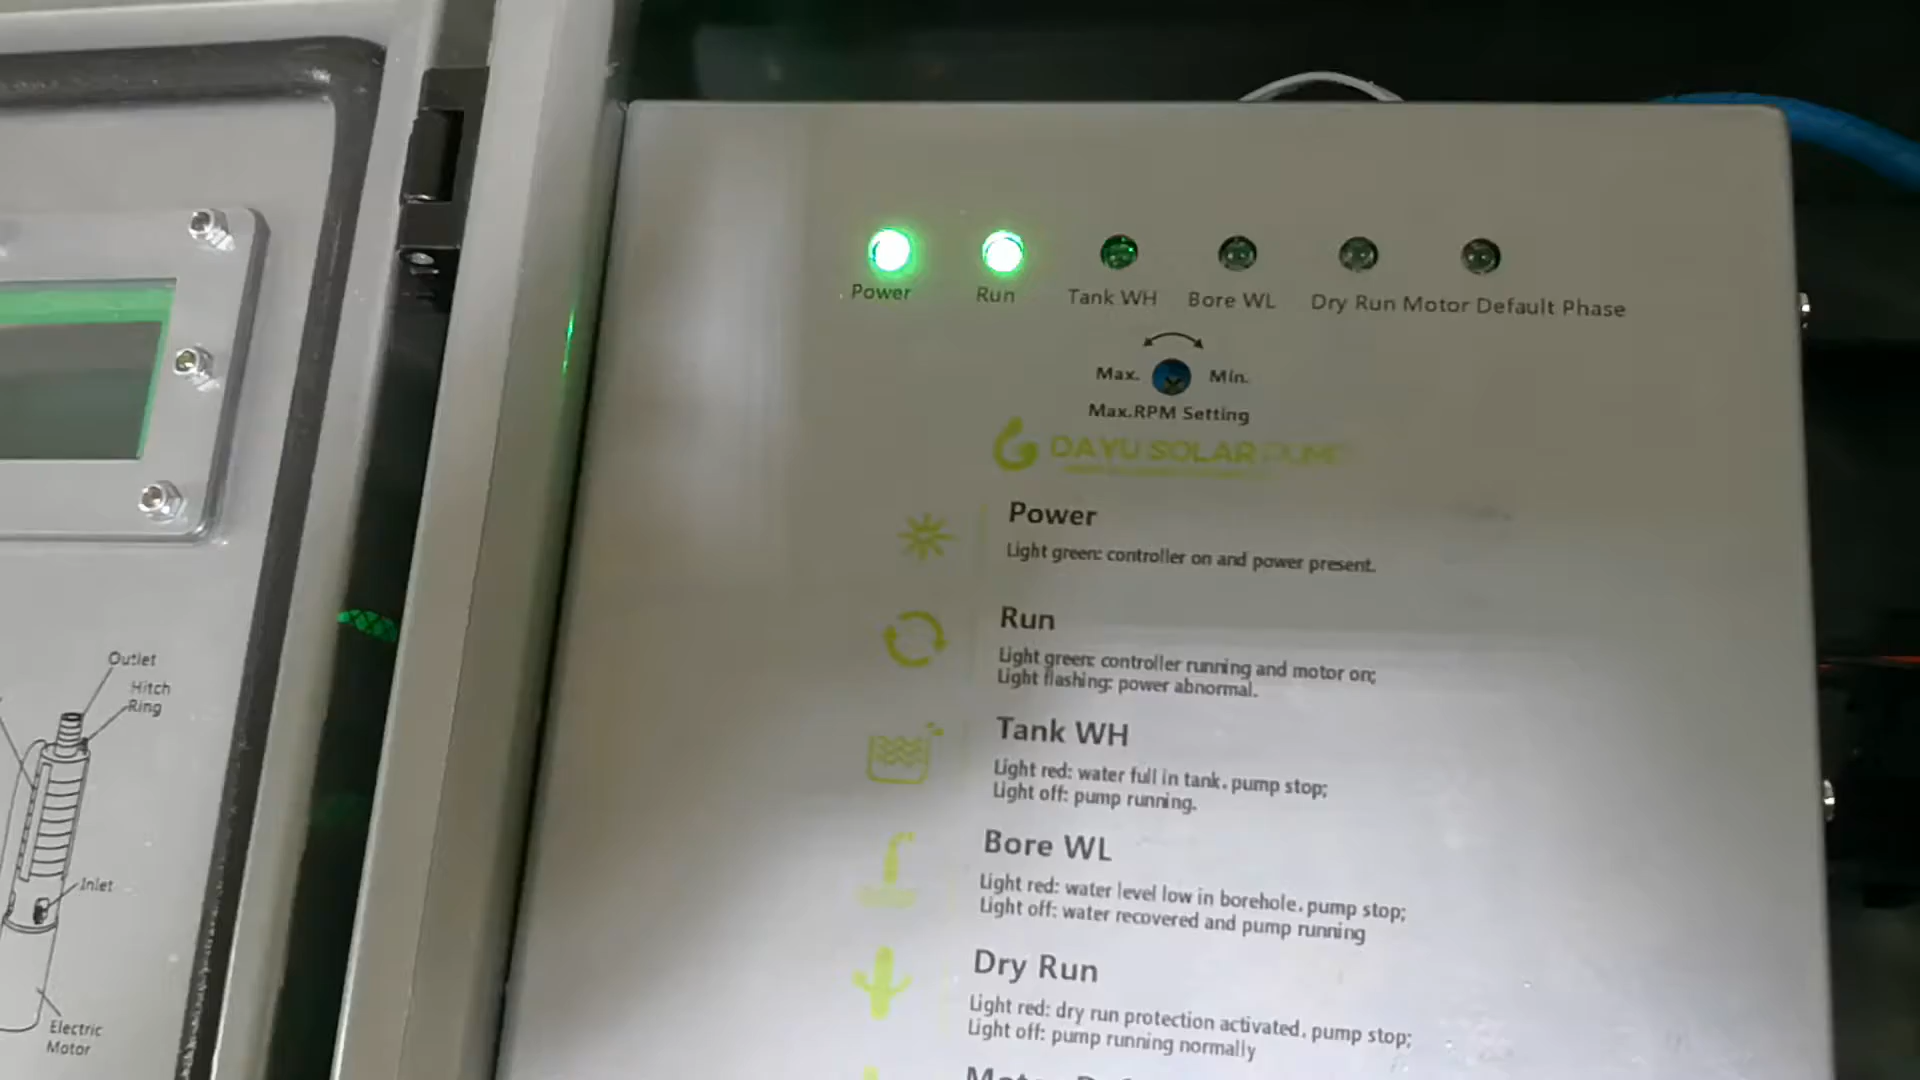 Power Run Tank WH Bore WL Dry Run Motor Default Phase
Max. Min.
Max.RPM Setting
DAYU SOLAR PUMP
Power
Light green: controller on and power present.
Run
Light green: controller running and motor on;
Light flashing: power abnormal.
Tank WH
Light red: water full in tank. pump stop;
Light off: pump running.
Bore WL
Light red: water level low in borehole. pump stop;
Light off: water recovered and pump running
Dry Run
Light red: dry run protection activated. pump stop;
Light off: pump running normally
Outlet
Hitch
Ring
Inlet
Electric
Motor